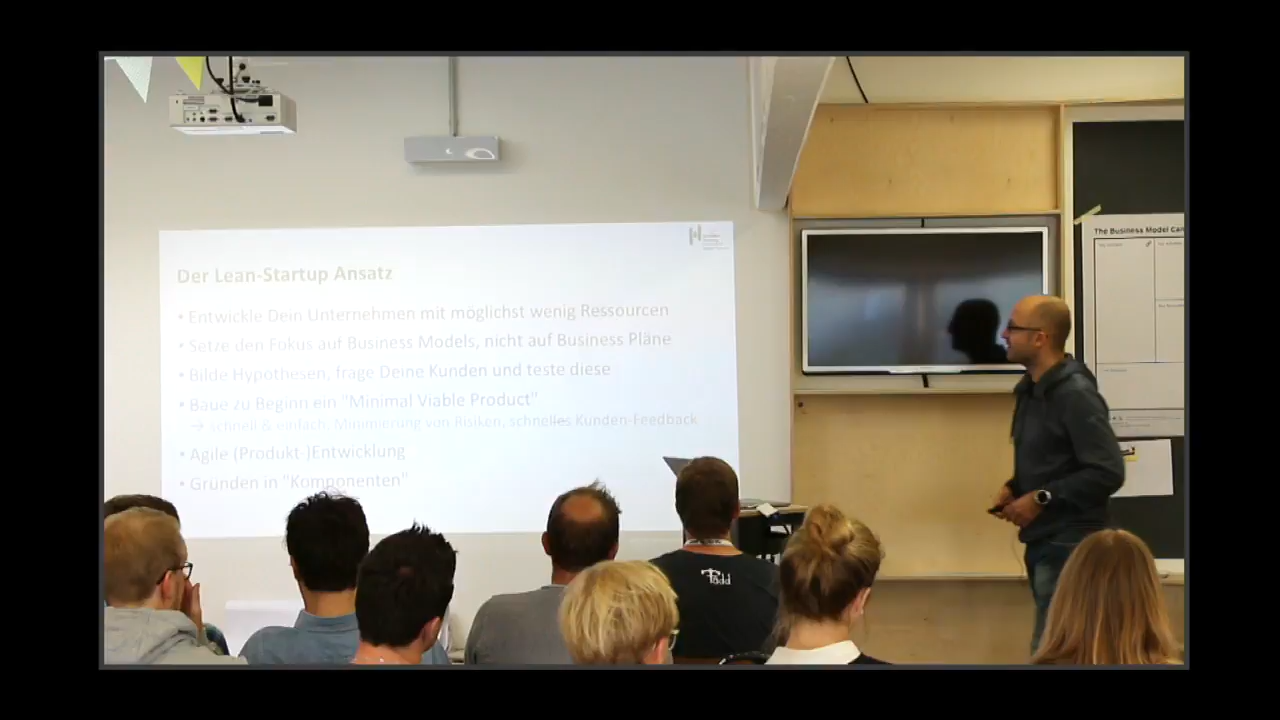 Der Lean-Startup Ansatz
• Entwickle Dein Unternehmen mit möglichst wenig Ressourcen
• Setze den Fokus auf Business Models, nicht auf Business Pläne
• Bilde Hypothesen, frage Deine Kunden und teste diese
• Baue zu Beginn ein "Minimal Viable Product"
→ schnell & einfach, Minimierung von Risiken, schnelles Kunden-Feedback
• Agile (Produkt-)Entwicklung
• Gründen in "Komponenten"
The Business Model Can